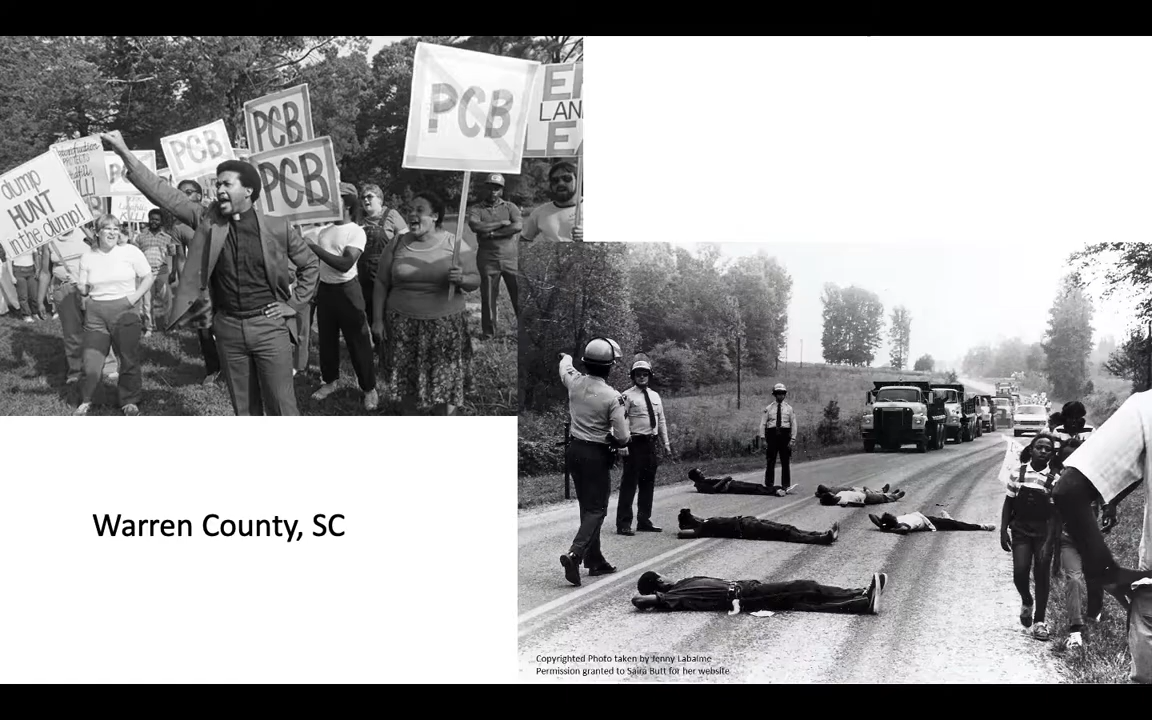 PCB
PCB
PCB
PCB
LAN
dump
HUNT
in the dump!
Warren County, SC
Copyrighted Photo taken by Jenny Labalme
Permission granted to Saira Butt for her website